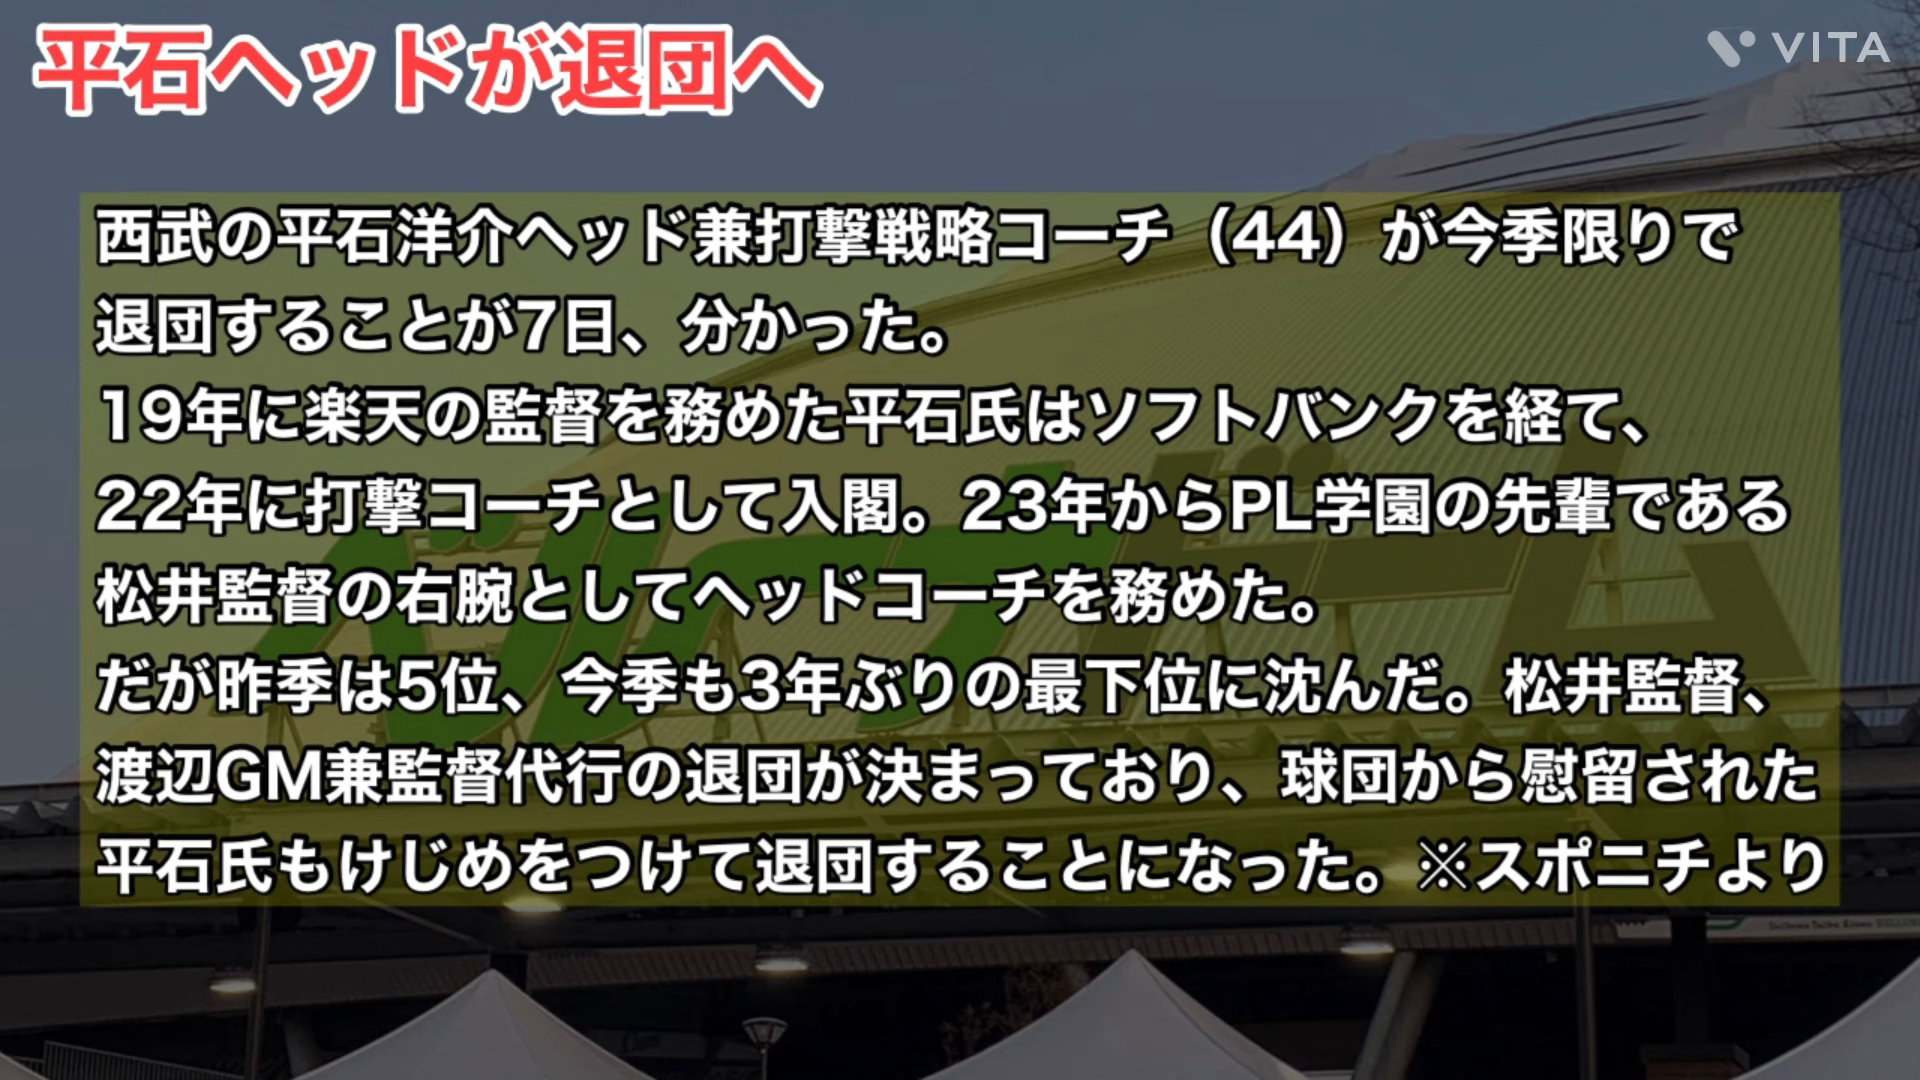 平石ヘッドが退団へ
VITA
西武の平石洋介ヘッド兼打撃戦略コーチ（44）が今季限りで
退団することが7日、分かった。
19年に楽天の監督を務めた平石氏はソフトバンクを経て、
22年に打撃コーチとして入閣。23年からPL学園の先輩である
松井監督の右腕としてヘッドコーチを務めた。
だが昨季は5位、今季も3年ぶりの最下位に沈んだ。松井監督、
渡辺GM兼監督代行の退団が決まっており、球団から慰留された
平石氏もけじめをつけて退団することになった。※スポニチより
ベルーナドーム